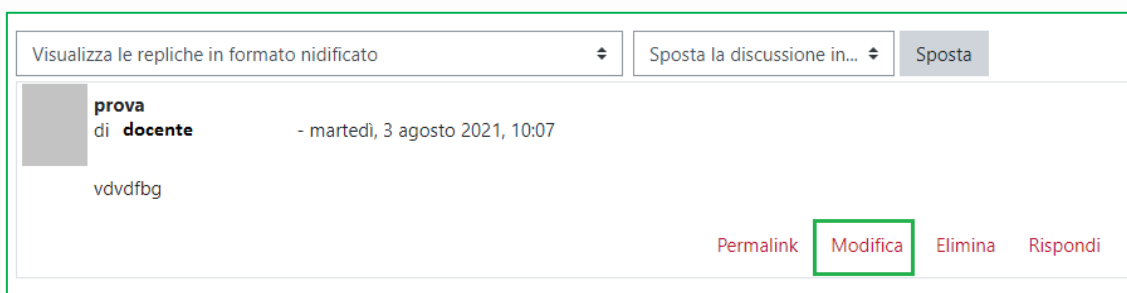 Visualizza le repliche in formato nidificato Sposta la discussione in... Sposta
prova
di docente - martedì, 3 agosto 2021, 10:07
vdvdfbg
Permalink Modifica Elimina Rispondi